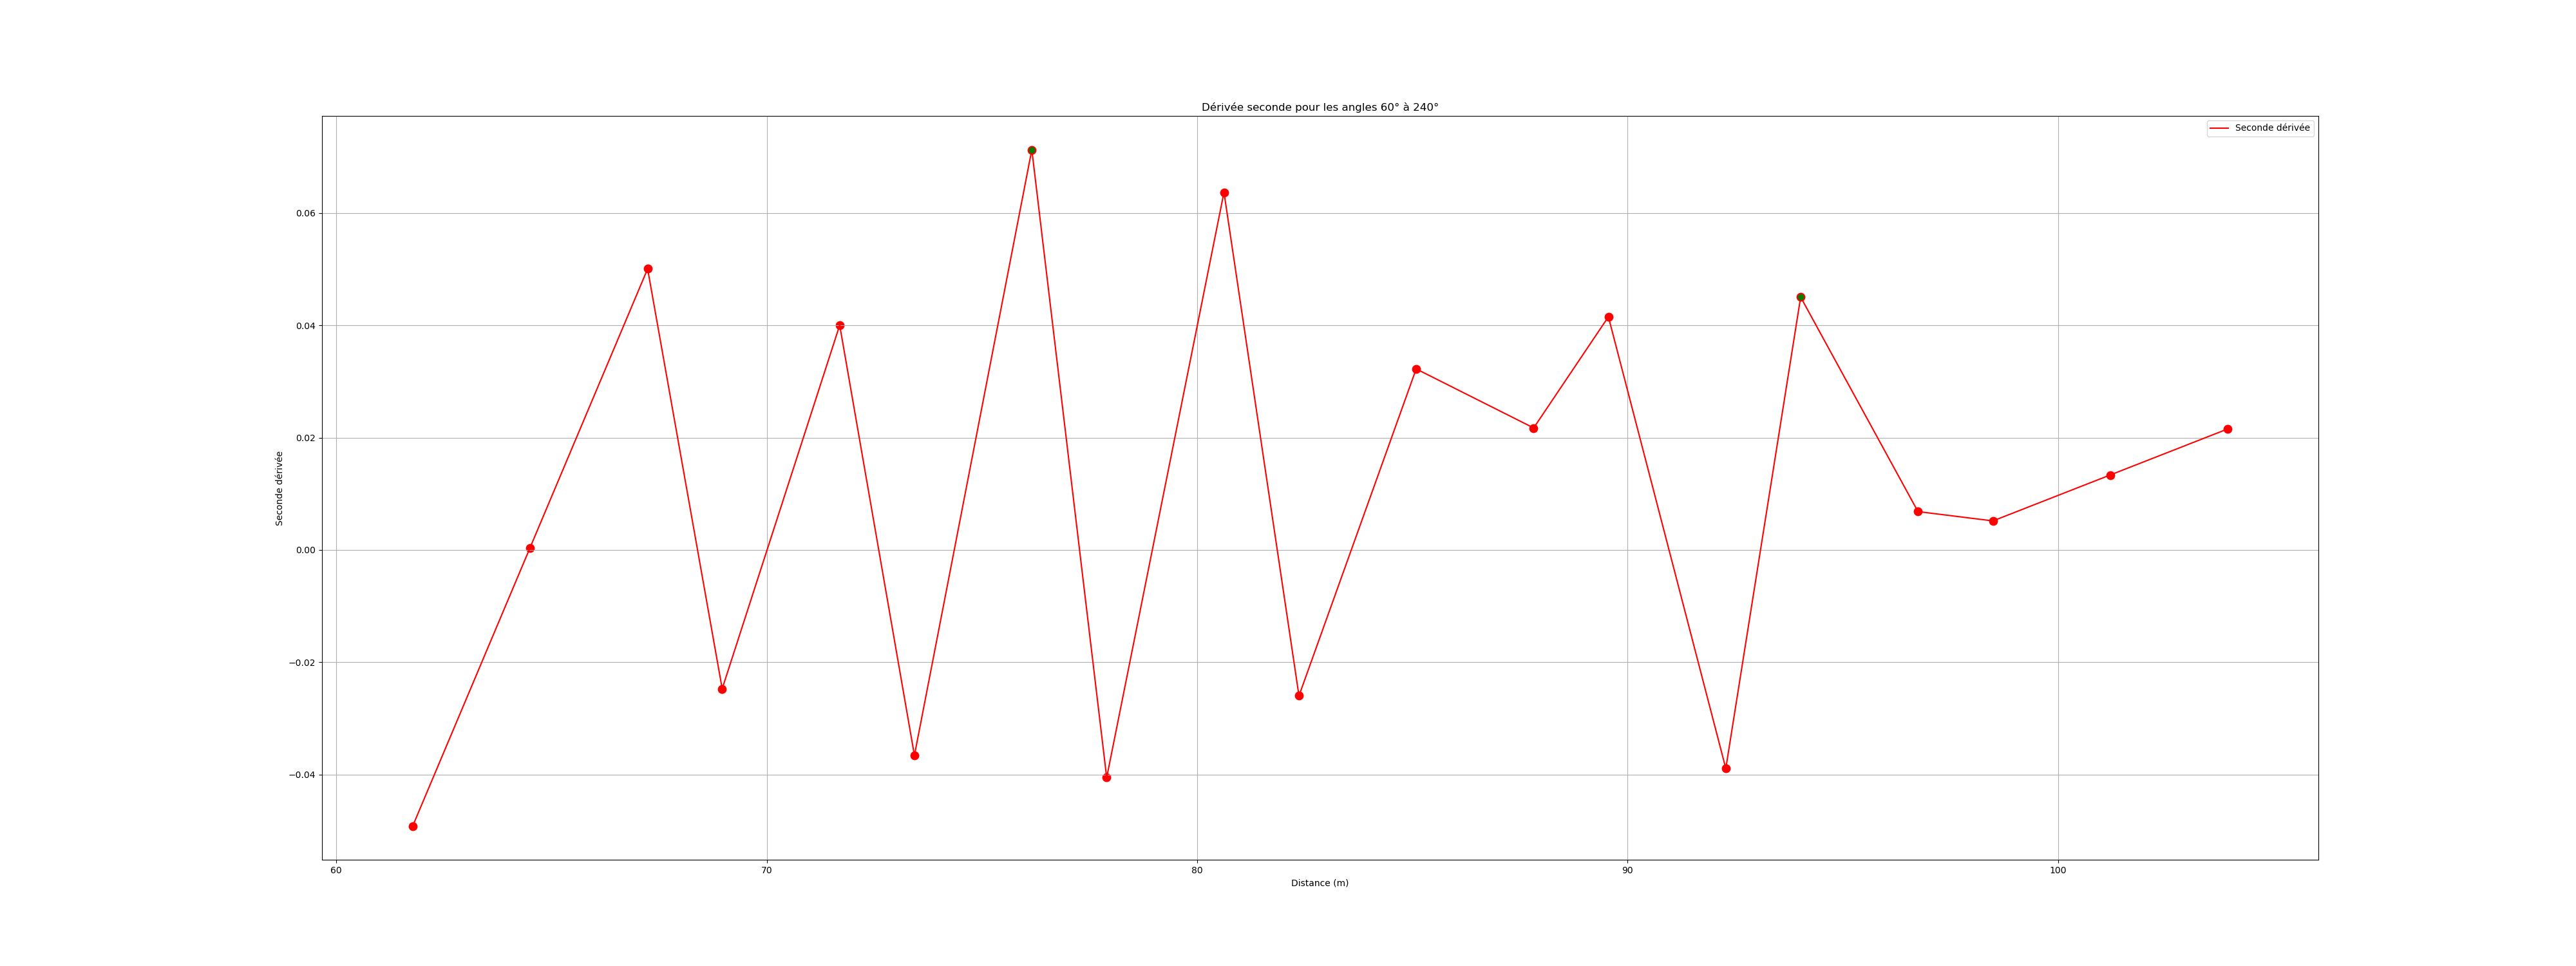 Dérivée seconde pour les angles 60° à 240°
Seconde dérivée
0.06
0.04
0.02
0.00
−0.02
−0.04
Seconde dérivée
60
70
80
90
100
Distance (m)